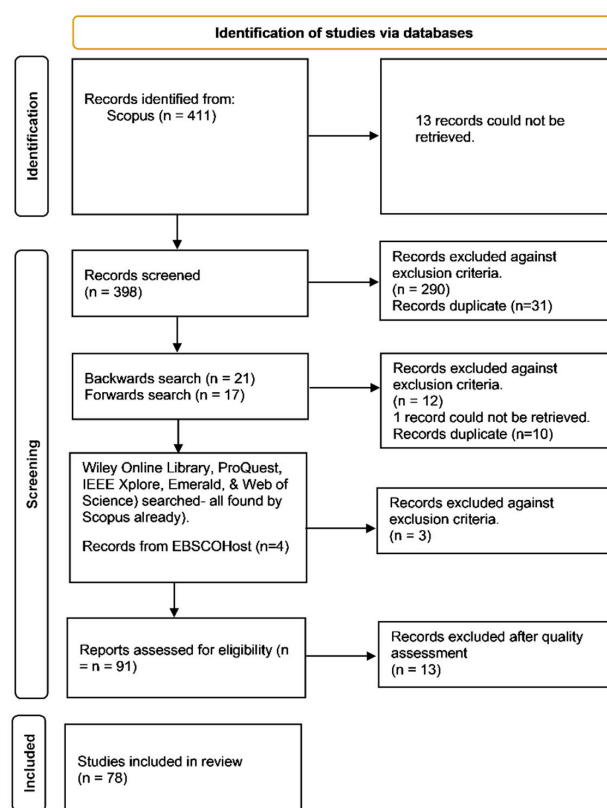 Identification of studies via databases
Identification
Records identified from:
Scopus (n = 411)
13 records could not be
retrieved.
Screening
Records screened
(n = 398)
Records excluded against
exclusion criteria.
(n = 290)
Records duplicate (n=31)
Backwards search (n = 21)
Forwards search (n = 17)
Records excluded against
exclusion criteria.
(n = 12)
1 record could not be retrieved.
Records duplicate (n=10)
Wiley Online Library, ProQuest,
IEEE Xplore, Emerald, & Web of
Science) searched- all found by
Scopus already).
Records from EBSCOHost (n=4)
Records excluded against
exclusion criteria.
(n = 3)
Reports assessed for eligibility (n
= n = 91)
Records excluded after quality
assessment
(n = 13)
Included
Studies included in review
(n = 78)